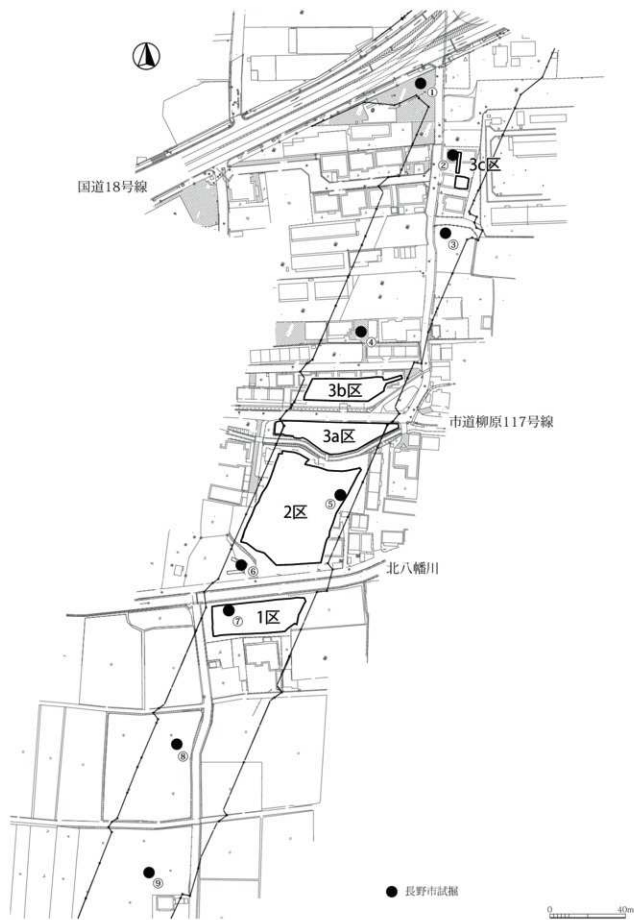 ①
②
3c区
国道18号線
③
④
3b区
市道柳原117号線
3a区
⑤
2区
⑥
北八幡川
⑦
1区
⑧
⑨
● 長野市試掘
0 40m